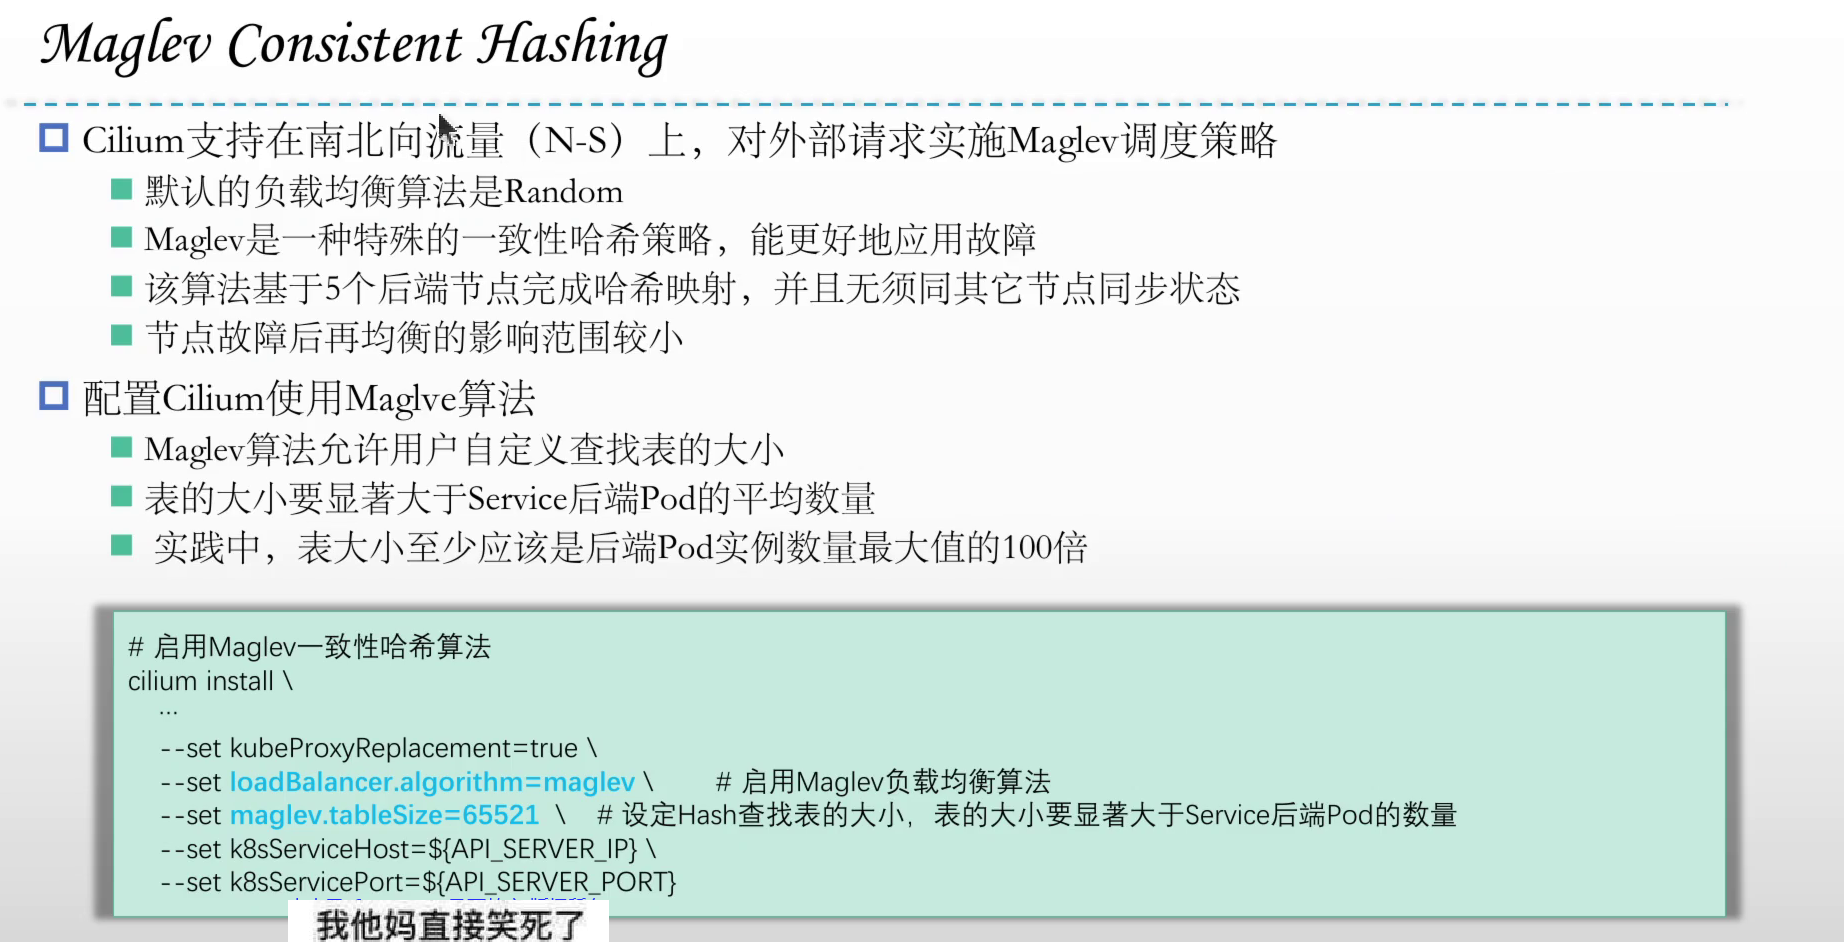 Maglev Consistent Hashing
Cilium支持在南北向流量（N-S）上，对外部请求实施Maglev调度策略
默认的负载均衡算法是Random
Maglev是一种特殊的一致性哈希策略，能更好地应用故障
该算法基于5个后端节点完成哈希映射，并且无须同其它节点同步状态
节点故障后再均衡的影响范围较小
配置Cilium使用Maglve算法
Maglev算法允许用户自定义查找表的大小
表的大小要显著大于Service后端Pod的平均数量
实践中，表大小至少应该是后端Pod实例数量最大值的100倍
# 启用Maglev一致性哈希算法
cilium install \
...
--set kubeProxyReplacement=true \
--set loadBalancer.algorithm=maglev \ # 启用Maglev负载均衡算法
--set maglev.tableSize=65521 \ # 设定Hash查找表的大小，表的大小要显著大于Service后端Pod的数量
--set k8sServiceHost=${API_SERVER_IP} \
--set k8sServicePort=${API_SERVER_PORT}
我他妈直接笑死了